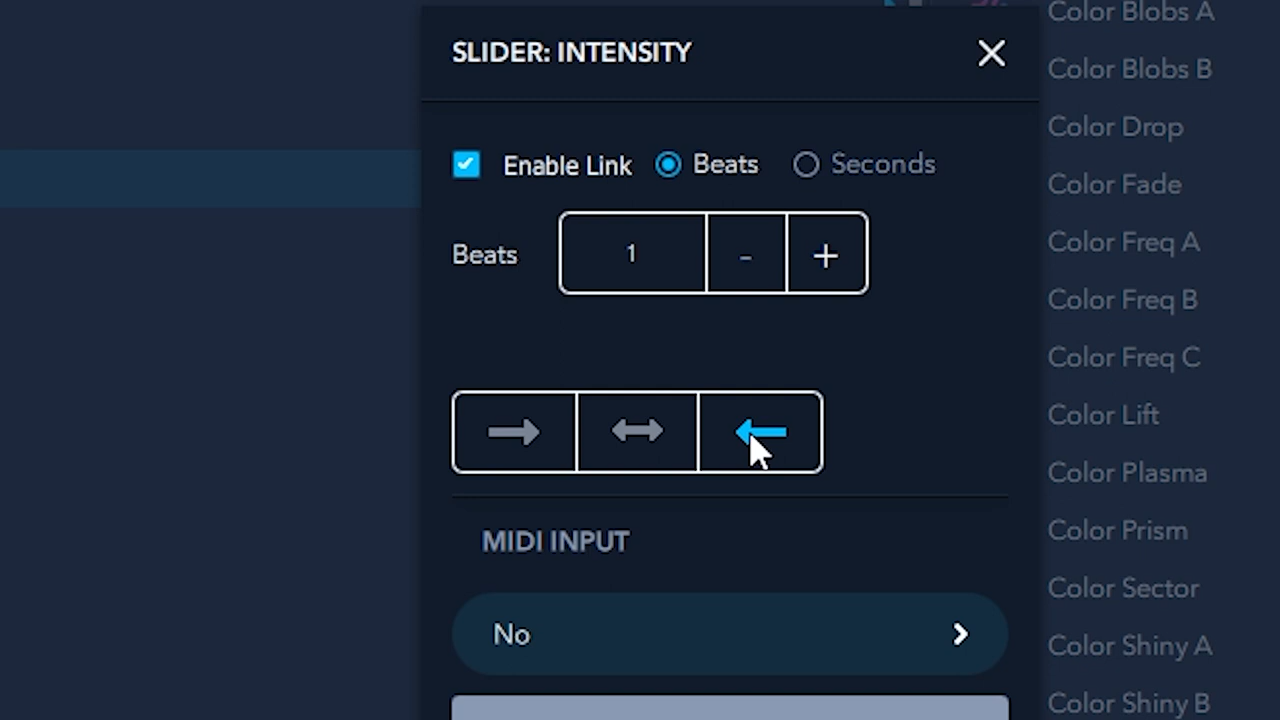 SLIDER: INTENSITY
Enable Link Beats Seconds
Beats 1 - +
MIDI INPUT
No
Color Blobs A
Color Blobs B
Color Drop
Color Fade
Color Freq A
Color Freq B
Color Freq C
Color Lift
Color Plasma
Color Prism
Color Sector
Color Shiny A
Color Shiny B